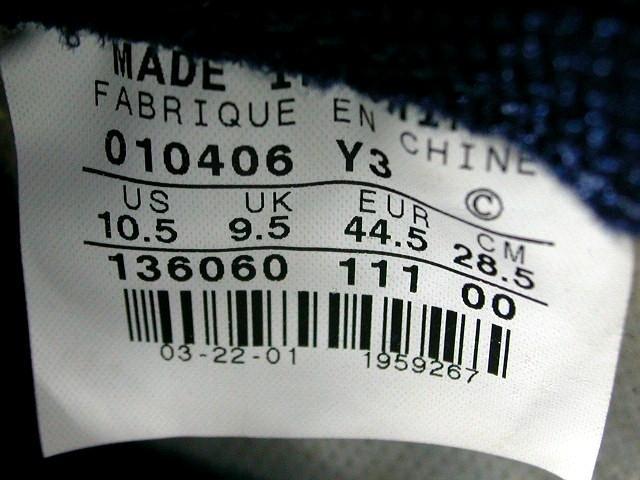 MADE IN
FABRIQUE EN CHINE
010406 Y3
©
US UK EUR CM
10.5 9.5 44.5 28.5
136060 111 00
03-22-01 1959267